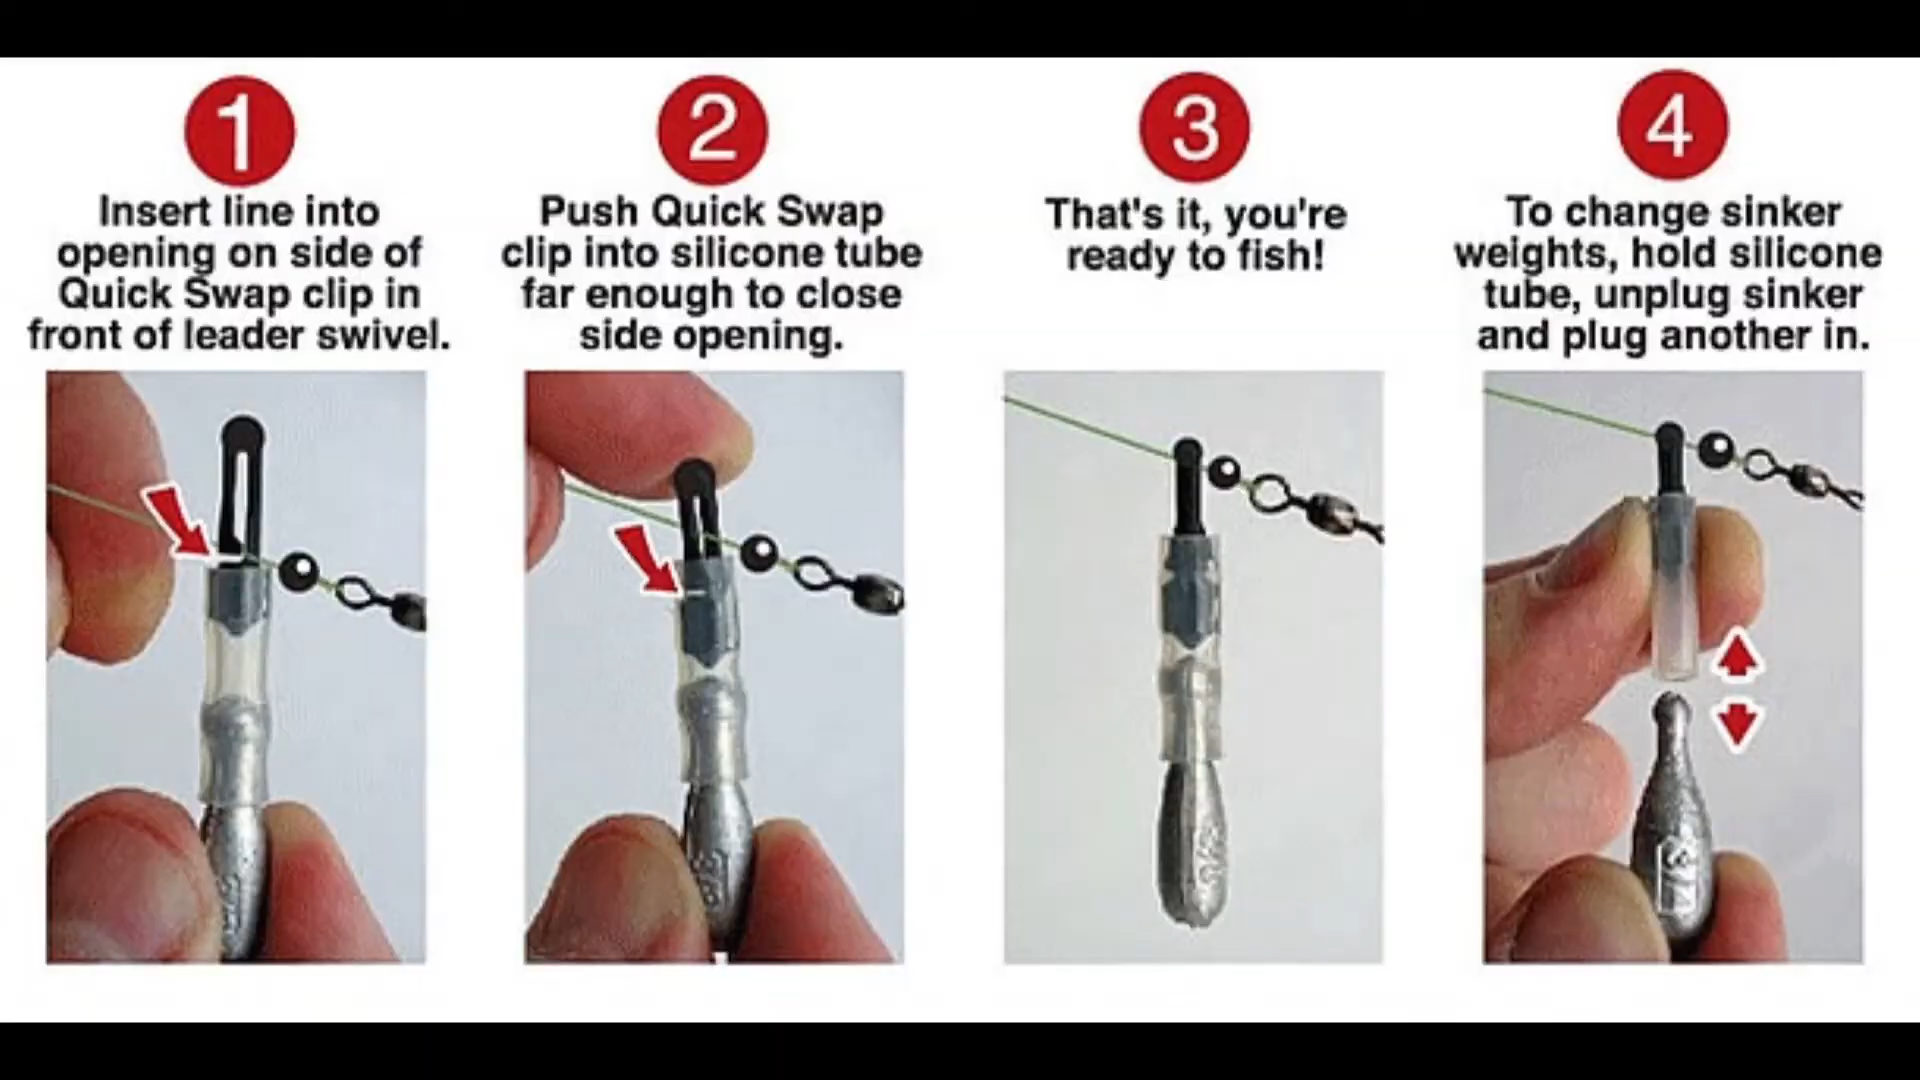 1
Insert line into
opening on side of
Quick Swap clip in
front of leader swivel.
2
Push Quick Swap
clip into silicone tube
far enough to close
side opening.
3
That's it, you're
ready to fish!
4
To change sinker
weights, hold silicone
tube, unplug sinker
and plug another in.